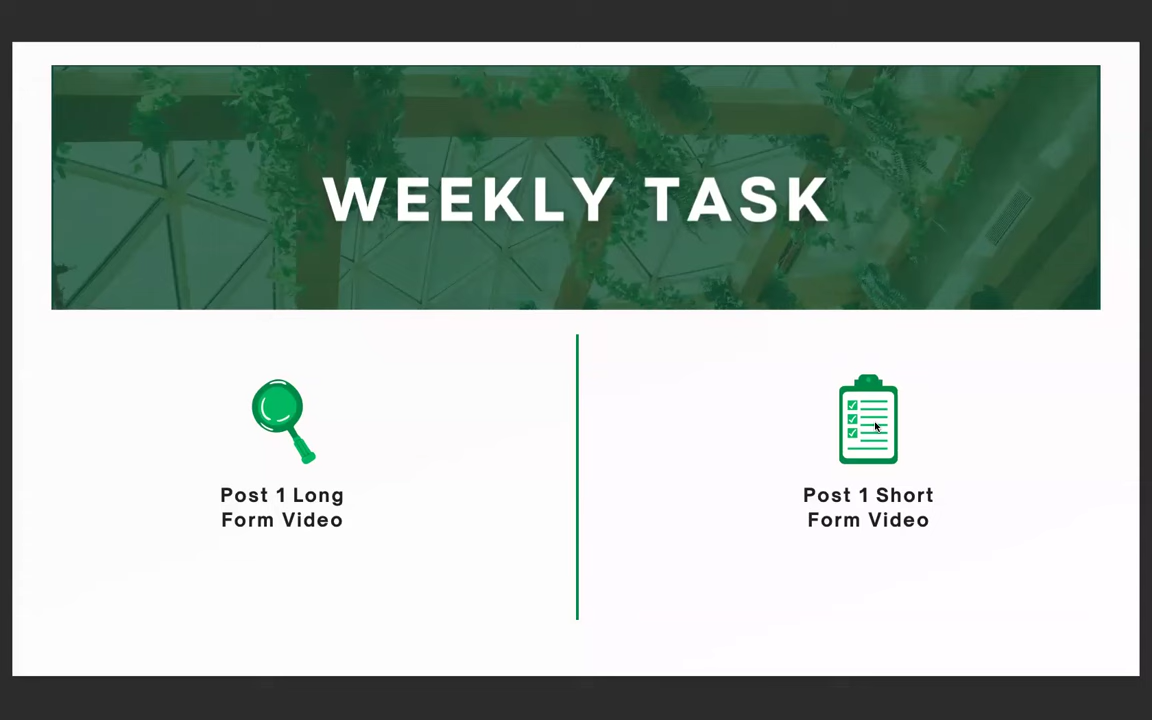 WEEKLY TASK
Post 1 Long
Form Video
Post 1 Short
Form Video